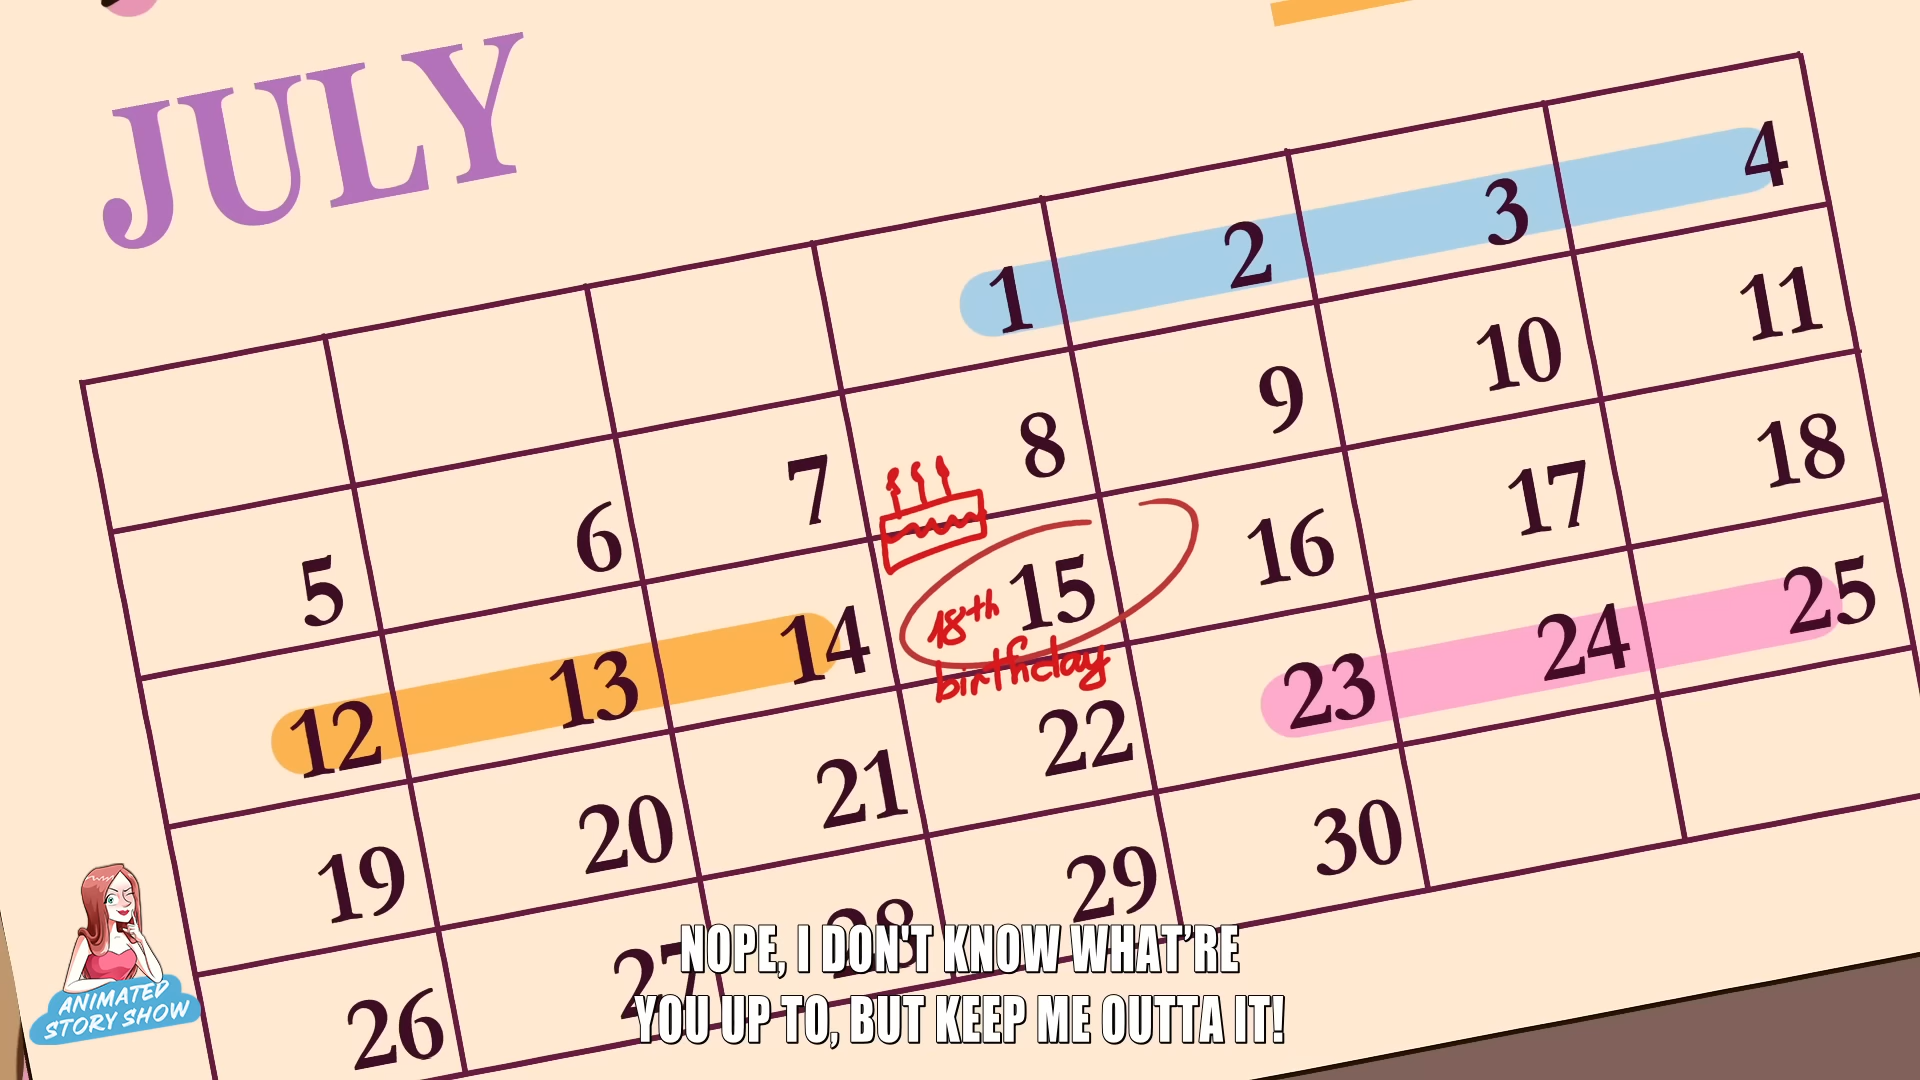 JULY
1 2 3 4
5 6 7 8 9 10 11
12 13 14 15 16 17 18
18th
birthday
19 20 21 22 23 24 25
26 27 28 29 30
NOPE, I DON'T KNOW WHAT'RE
YOU UP TO, BUT KEEP ME OUTTA IT!
ANIMATED
STORY SHOW